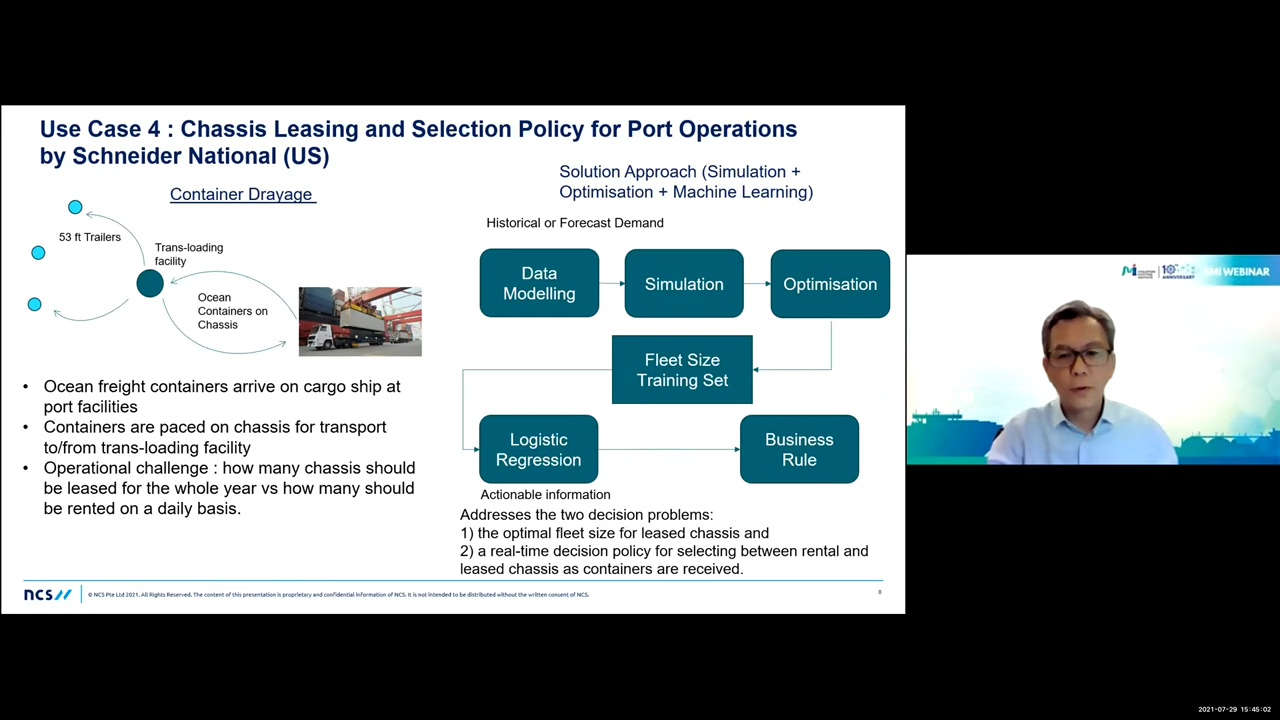 Use Case 4 : Chassis Leasing and Selection Policy for Port Operations
by Schneider National (US)
Container Drayage
53 ft Trailers
Trans-loading
facility
Ocean
Containers on
Chassis
• Ocean freight containers arrive on cargo ship at
port facilities
• Containers are paced on chassis for transport
to/from trans-loading facility
• Operational challenge : how many chassis should
be leased for the whole year vs how many should
be rented on a daily basis.
Solution Approach (Simulation +
Optimisation + Machine Learning)
Historical or Forecast Demand
Data
Modelling
Simulation
Optimisation
Fleet Size
Training Set
Logistic
Regression
Business
Rule
Actionable information
Addresses the two decision problems:
1) the optimal fleet size for leased chassis and
2) a real-time decision policy for selecting between rental and
leased chassis as containers are received.
ncs//
© NCS Pte Ltd 2021. All Rights Reserved. The content of this presentation is proprietary and confidential information of NCS. It is not intended to be distributed without the written consent of NCS.
8
WEBINAR
2021-07-29 15:45:02